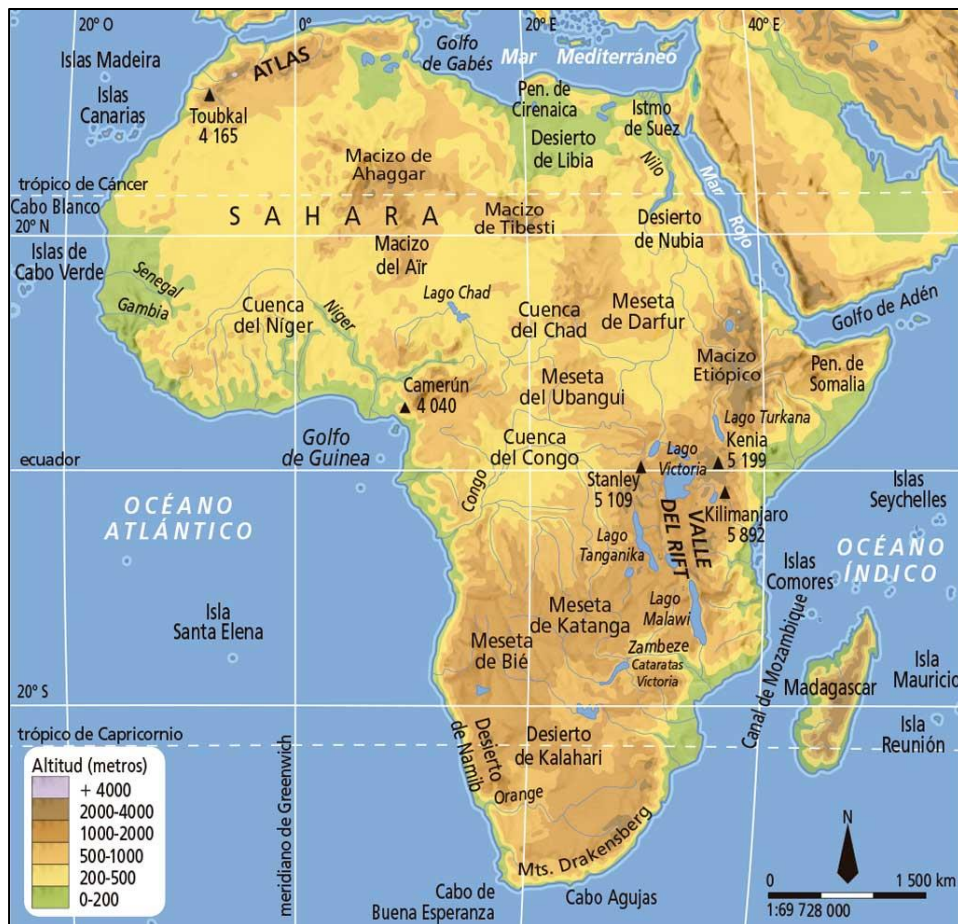 20º O
0º
20º E
40º E
Islas Madeira
ATLAS
Golfo
de Gabés
Mar Mediterráneo
Islas
Canarias
Toubkal
4 165
Pen. de
Cirenaica
Istmo
de Suez
Desierto
de Libia
Nilo
Macizo de
Ahaggar
trópico de Cáncer
Cabo Blanco
20º N
SAHARA
Macizo
de Tibesti
Mar Rojo
Desierto
de Nubia
Islas de
Cabo Verde
Macizo
del Aïr
Senegal
Gambia
Lago Chad
Cuenca
del Níger
Níger
Cuenca
del Chad
Meseta
de Darfur
Golfo de Adén
Macizo
Etiópico
Pen. de
Somalia
Camerún
4 040
Meseta
del Ubangui
Lago Turkana
Golfo
de Guinea
Cuenca
del Congo
Kenia
5 199
ecuador
Lago
Victoria
Congo
Stanley
5 109
Islas
Seychelles
OCÉANO
ATLÁNTICO
VALLE
DEL RIFT
Kilimanjaro
5 892
Lago
Tanganika
OCÉANO
ÍNDICO
Islas
Comores
Isla
Santa Elena
Meseta
de Katanga
Lago
Malawi
Meseta
de Bié
Zambeze
Cataratas
Victoria
Canal de Mozambique
Madagascar
Isla
Mauricio
20º S
trópico de Capricornio
Desierto
de Namib
Desierto
de Kalahari
Isla
Reunión
Altitud (metros)
+ 4000
2000-4000
1000-2000
500-1000
200-500
0-200
meridiano de Greenwich
Orange
Mts. Drakensberg
N
Cabo de
Buena Esperanza
Cabo Agujas
0
1 500 km
1:69 728 000